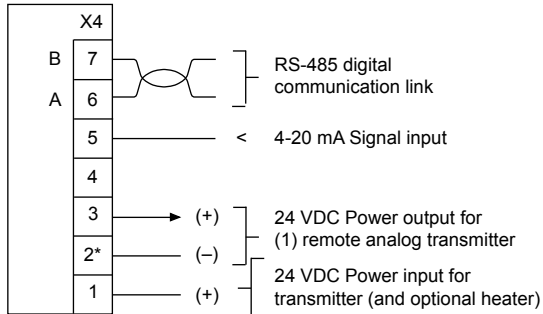 X4
B 7 RS-485 digital
communication link
A 6
5 < 4-20 mA Signal input
4
3 (+) 24 VDC Power output for
(1) remote analog transmitter
2* (–)
24 VDC Power input for
1 (+) transmitter (and optional heater)